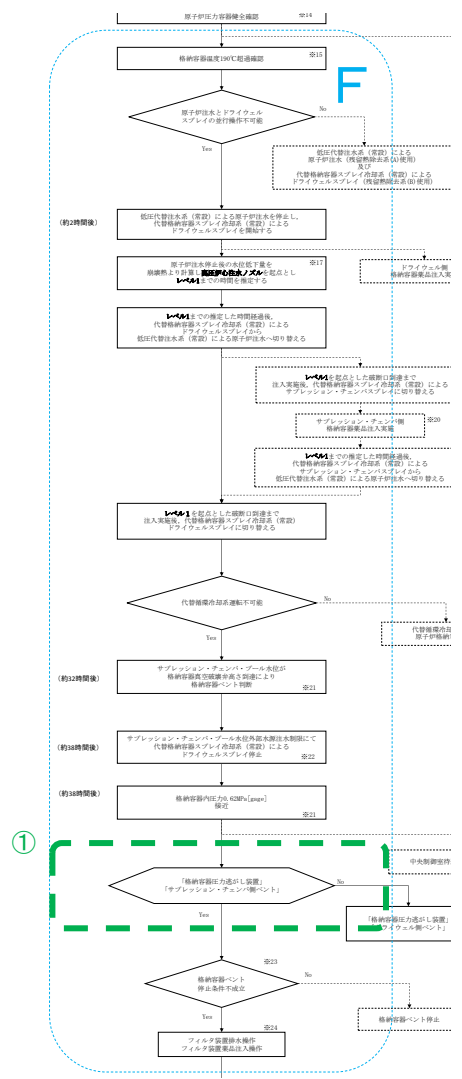 原子炉圧力容器健全確認
※14
格納容器温度190℃超過確認
※15
F
原子炉注水とドライウェル
スプレイの並行操作不可能
No
Yes
低圧代替注水系（常設）による
原子炉注水（残留熱除去系(A)使用）
及び
代替格納容器スプレイ冷却系（常設）による
ドライウェルスプレイ（残留熱除去系(B)使用）
(約2時間後)
低圧代替注水系（常設）による原子炉注水を停止し,
代替格納容器スプレイ冷却系（常設）による
ドライウェルスプレイを開始する
原子炉注水停止後の水位低下量を
※17
崩壊熱より計算し高圧炉心注水ノズルを起点とし
レベル1までの時間を推定する
ドライウェル側
格納容器薬品注入実
レベル1までの推定した時間経過後,
代替格納容器スプレイ冷却系（常設）による
ドライウェルスプレイから
低圧代替注水系（常設）による原子炉注水へ切り替える
レベル1を起点とした破断口到達まで
注入実施後, 代替格納容器スプレイ冷却系（常設）による
サプレッション・チェンバスプレイに切り替える
サプレッション・チェンバ側
格納容器薬品注入実施
※20
レベル1までの推定した時間経過後,
代替格納容器スプレイ冷却系（常設）による
サプレッション・チェンバスプレイから
低圧代替注水系（常設）による原子炉注水へ切り替える
レベル1を起点とした破断口到達まで
注入実施後, 代替格納容器スプレイ冷却系（常設）
ドライウェルスプレイに切り替える
代替循環冷却系運転不可能
No
Yes
代替循環冷却
原子炉格納
(約32時間後)
サプレッション・チェンバ・プール水位が
格納容器真空破壊弁高さ到達により
格納容器ベント判断
※21
(約38時間後)
サプレッション・チェンバ・プール水位外部水源注水制限にて
代替格納容器スプレイ冷却系（常設）による
ドライウェルスプレイ停止
※22
(約38時間後)
格納容器内圧力0.62MPa[gage]
接近
※21
①
中央制御室待
「格納容器圧力逃がし装置」
「サプレッション・チェンバ側ベント」
No
Yes
「格納容器圧力逃がし装置」
「ドライウェル側ベント」
※23
格納容器ベント
停止条件不成立
No
Yes
格納容器ベント停止
※24
フィルタ装置排水操作
フィルタ装置薬品注入操作